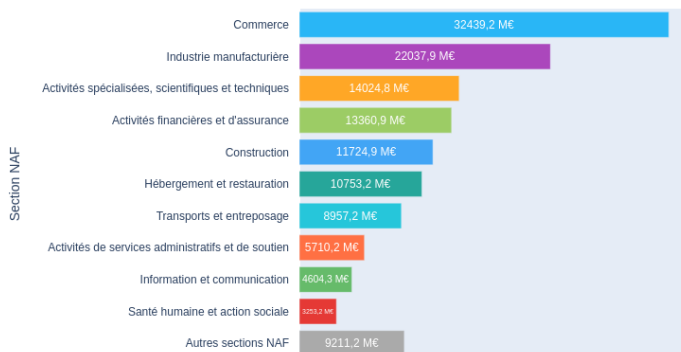 Section NAF
Commerce 32439,2 M€
Industrie manufacturière 22037,9 M€
Activités spécialisées, scientifiques et techniques 14024,8 M€
Activités financières et d'assurance 13360,9 M€
Construction 11724,9 M€
Hébergement et restauration 10753,2 M€
Transports et entreposage 8957,2 M€
Activités de services administratifs et de soutien 5710,2 M€
Information et communication 4604,3 M€
Santé humaine et action sociale 3253,2 M€
Autres sections NAF 9211,2 M€